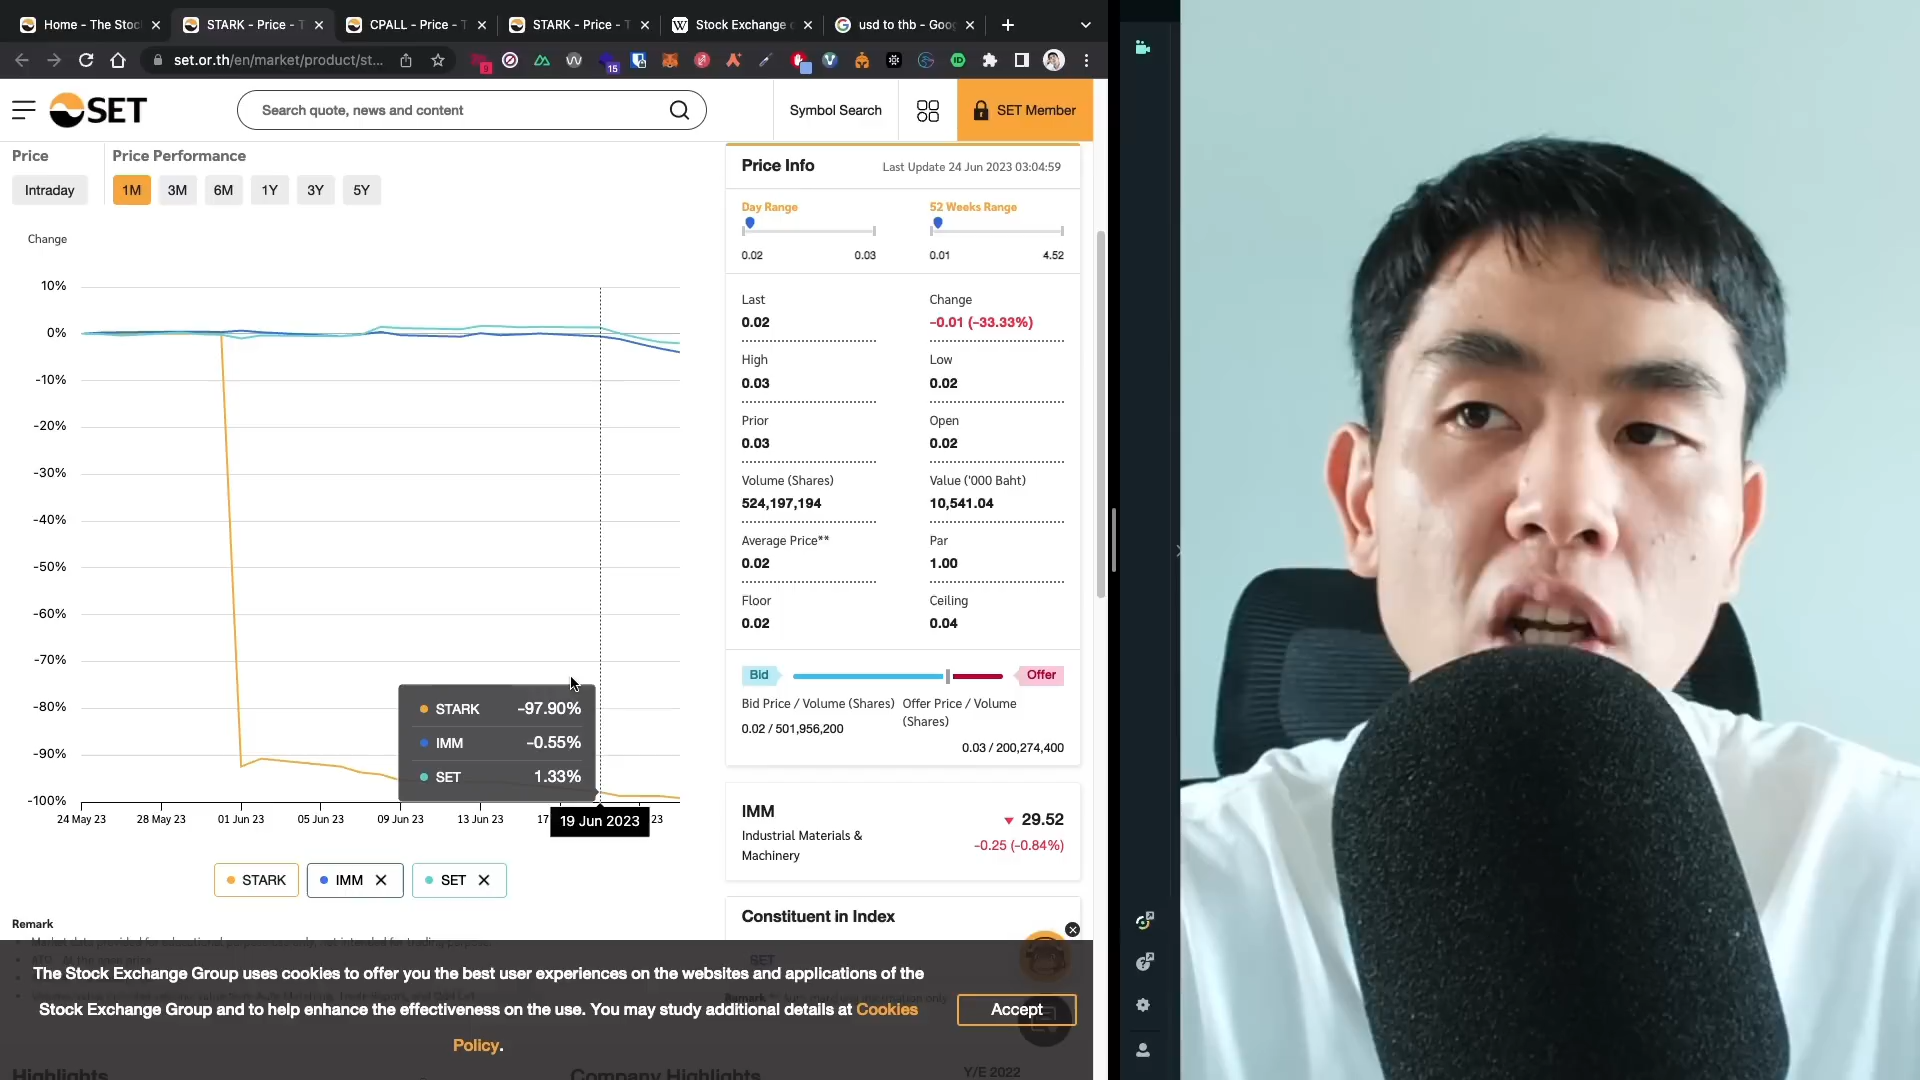 Home - The Stoc
STARK - Price - T
CPALL - Price - T
STARK - Price - T
Stock Exchange o
usd to thb - Goog
set.or.th/en/market/product/st...
9
15
SET
Search quote, news and content
Symbol Search
SET Member
Price
Price Performance
Intraday
1M
3M
6M
1Y
3Y
5Y
Change
10%
0%
-10%
-20%
-30%
-40%
-50%
-60%
-70%
-80%
-90%
-100%
STARK -97.90%
IMM -0.55%
SET 1.33%
24 May 23
28 May 23
01 Jun 23
05 Jun 23
09 Jun 23
13 Jun 23
17
19 Jun 2023
23
STARK
IMM
SET
Remark
Price Info
Last Update 24 Jun 2023 03:04:59
Day Range
52 Weeks Range
0.02
0.03
0.01
4.52
Last
Change
0.02
-0.01 (-33.33%)
High
Low
0.03
0.02
Prior
Open
0.03
0.02
Volume (Shares)
Value ('000 Baht)
524,197,194
10,541.04
Average Price**
Par
0.02
1.00
Floor
Ceiling
0.02
0.04
Bid
Offer
Bid Price / Volume (Shares)
Offer Price / Volume
(Shares)
0.02 / 501,956,200
0.03 / 200,274,400
IMM
29.52
Industrial Materials &
Machinery
-0.25 (-0.84%)
Constituent in Index
SET
The Stock Exchange Group uses cookies to offer you the best user experiences on the websites and applications of the
Stock Exchange Group and to help enhance the effectiveness on the use. You may study additional details at Cookies
Policy.
Accept
Highlights
Company Highlights
Y/E 2022